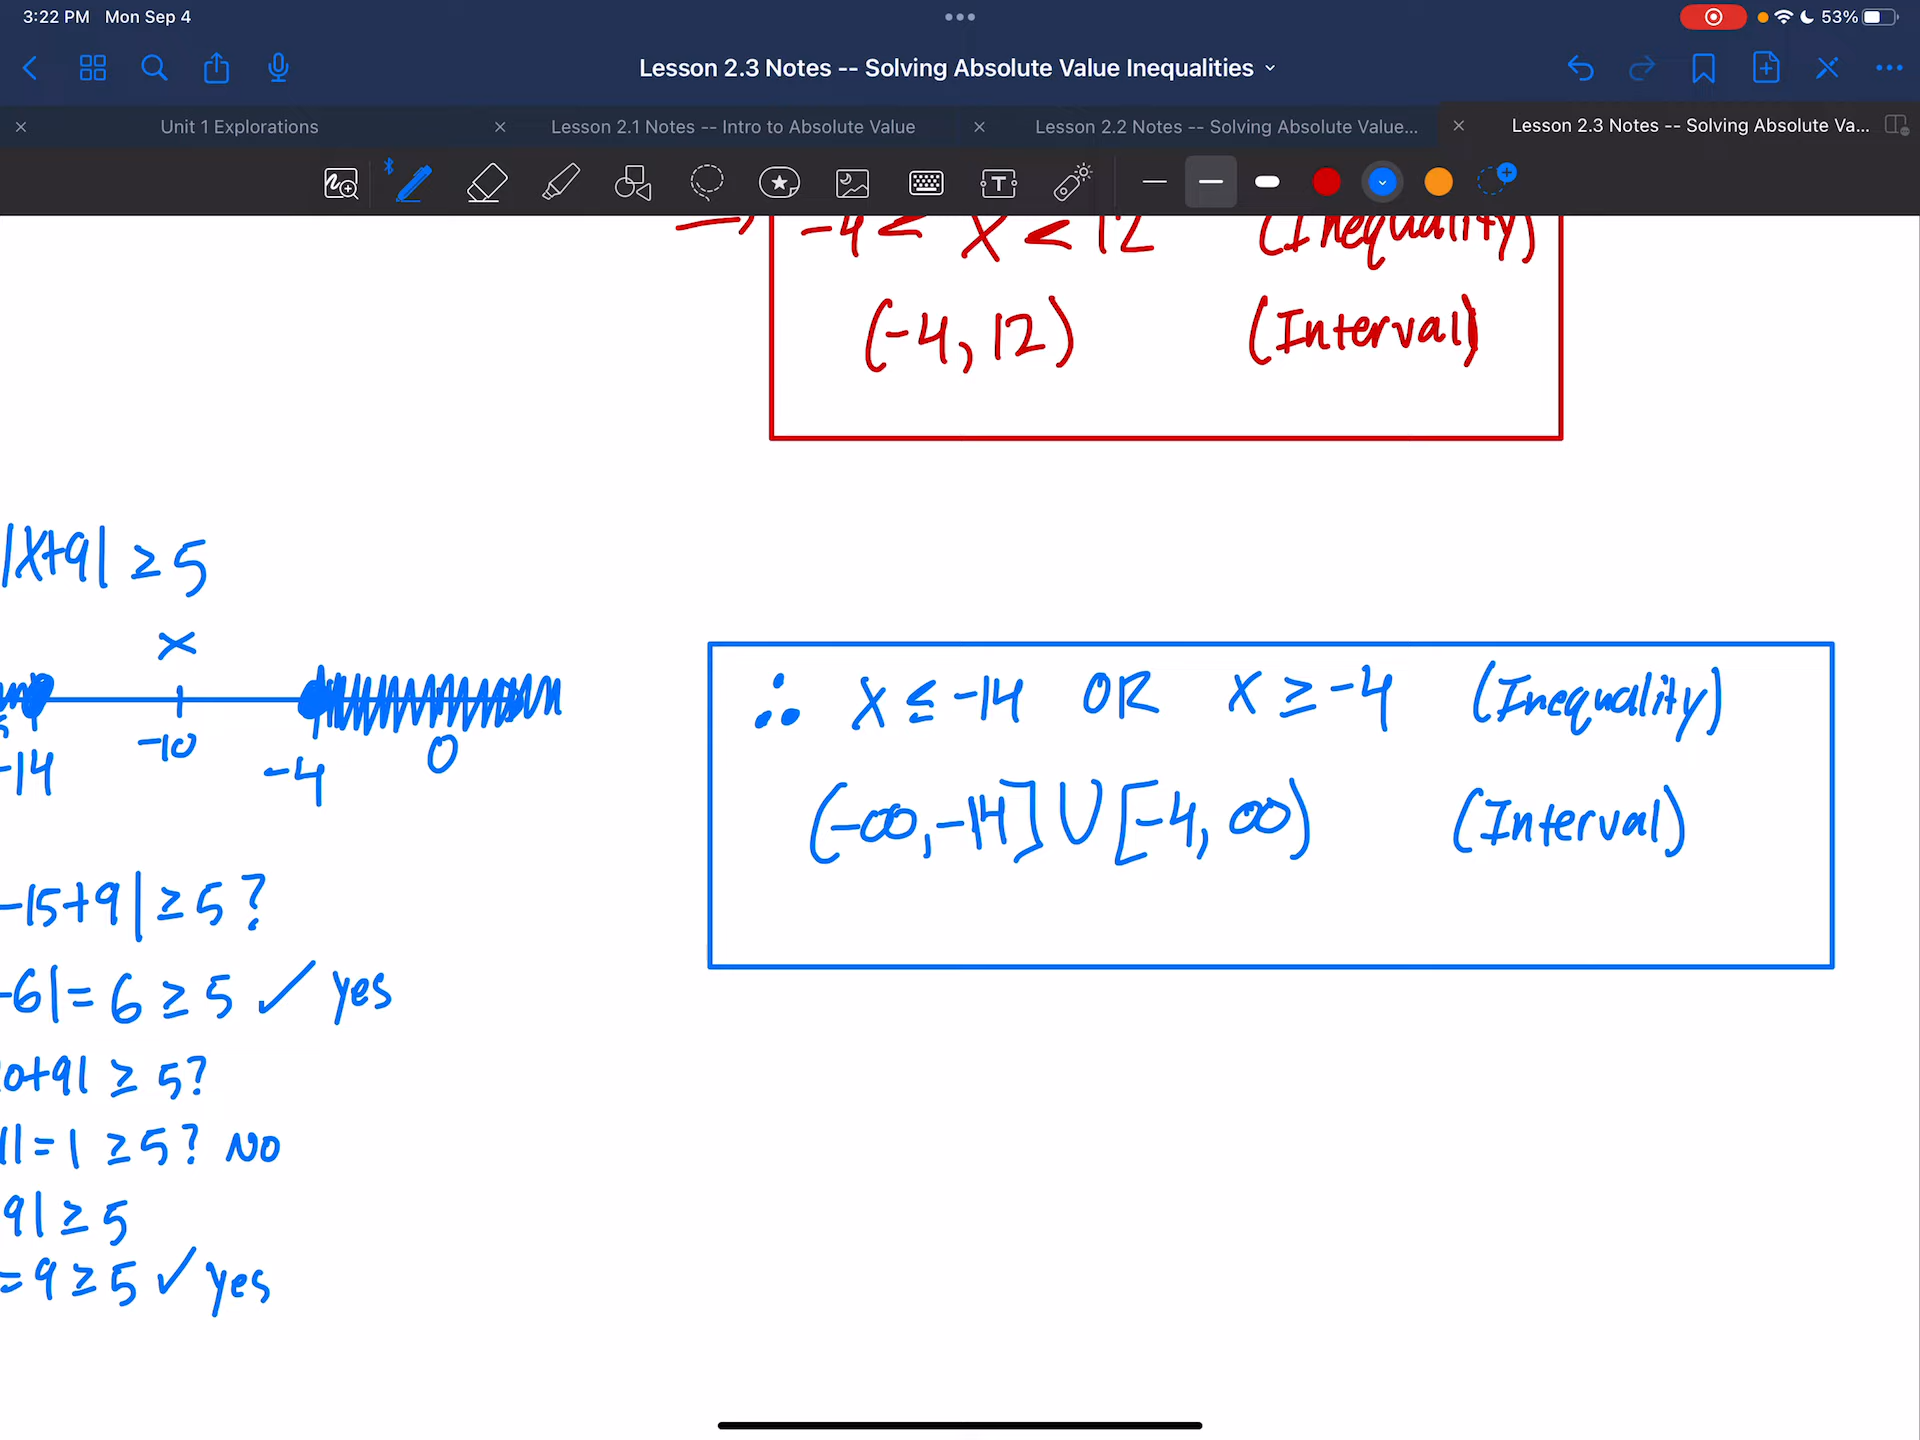 3:22 PM Mon Sep 4
53%
Lesson 2.3 Notes -- Solving Absolute Value Inequalities
Unit 1 Explorations
Lesson 2.1 Notes -- Intro to Absolute Value
Lesson 2.2 Notes -- Solving Absolute Value...
Lesson 2.3 Notes -- Solving Absolute Va...
T
-4 < x < 12 (Inequality)
(-4, 12) (Interval)
|x+9| ≥ 5
x
-14 -10 -4 0
∴ x ≤ -14 OR x ≥ -4 (Inequality)
(-∞, -14] ∪ [-4, ∞) (Interval)
-15+9| ≥ 5?
-6| = 6 ≥ 5 ✓ yes
0+9| ≥ 5?
1| = 1 ≥ 5? NO
9| ≥ 5
= 9 ≥ 5 ✓ yes